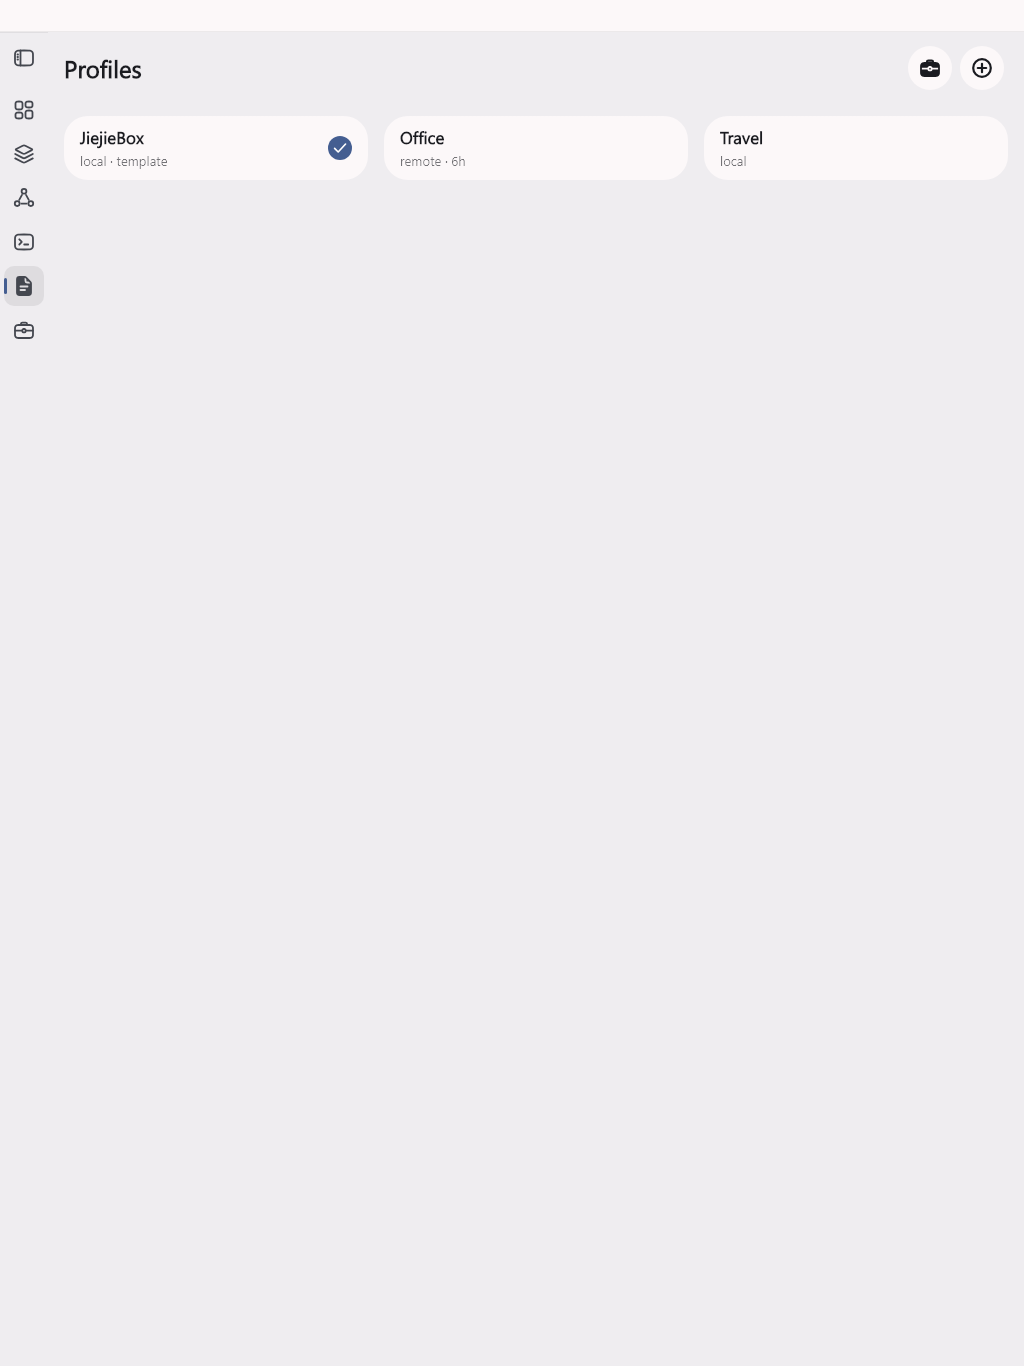 Profiles
JiejieBox
local · template
Office
remote · 6h
Travel
local